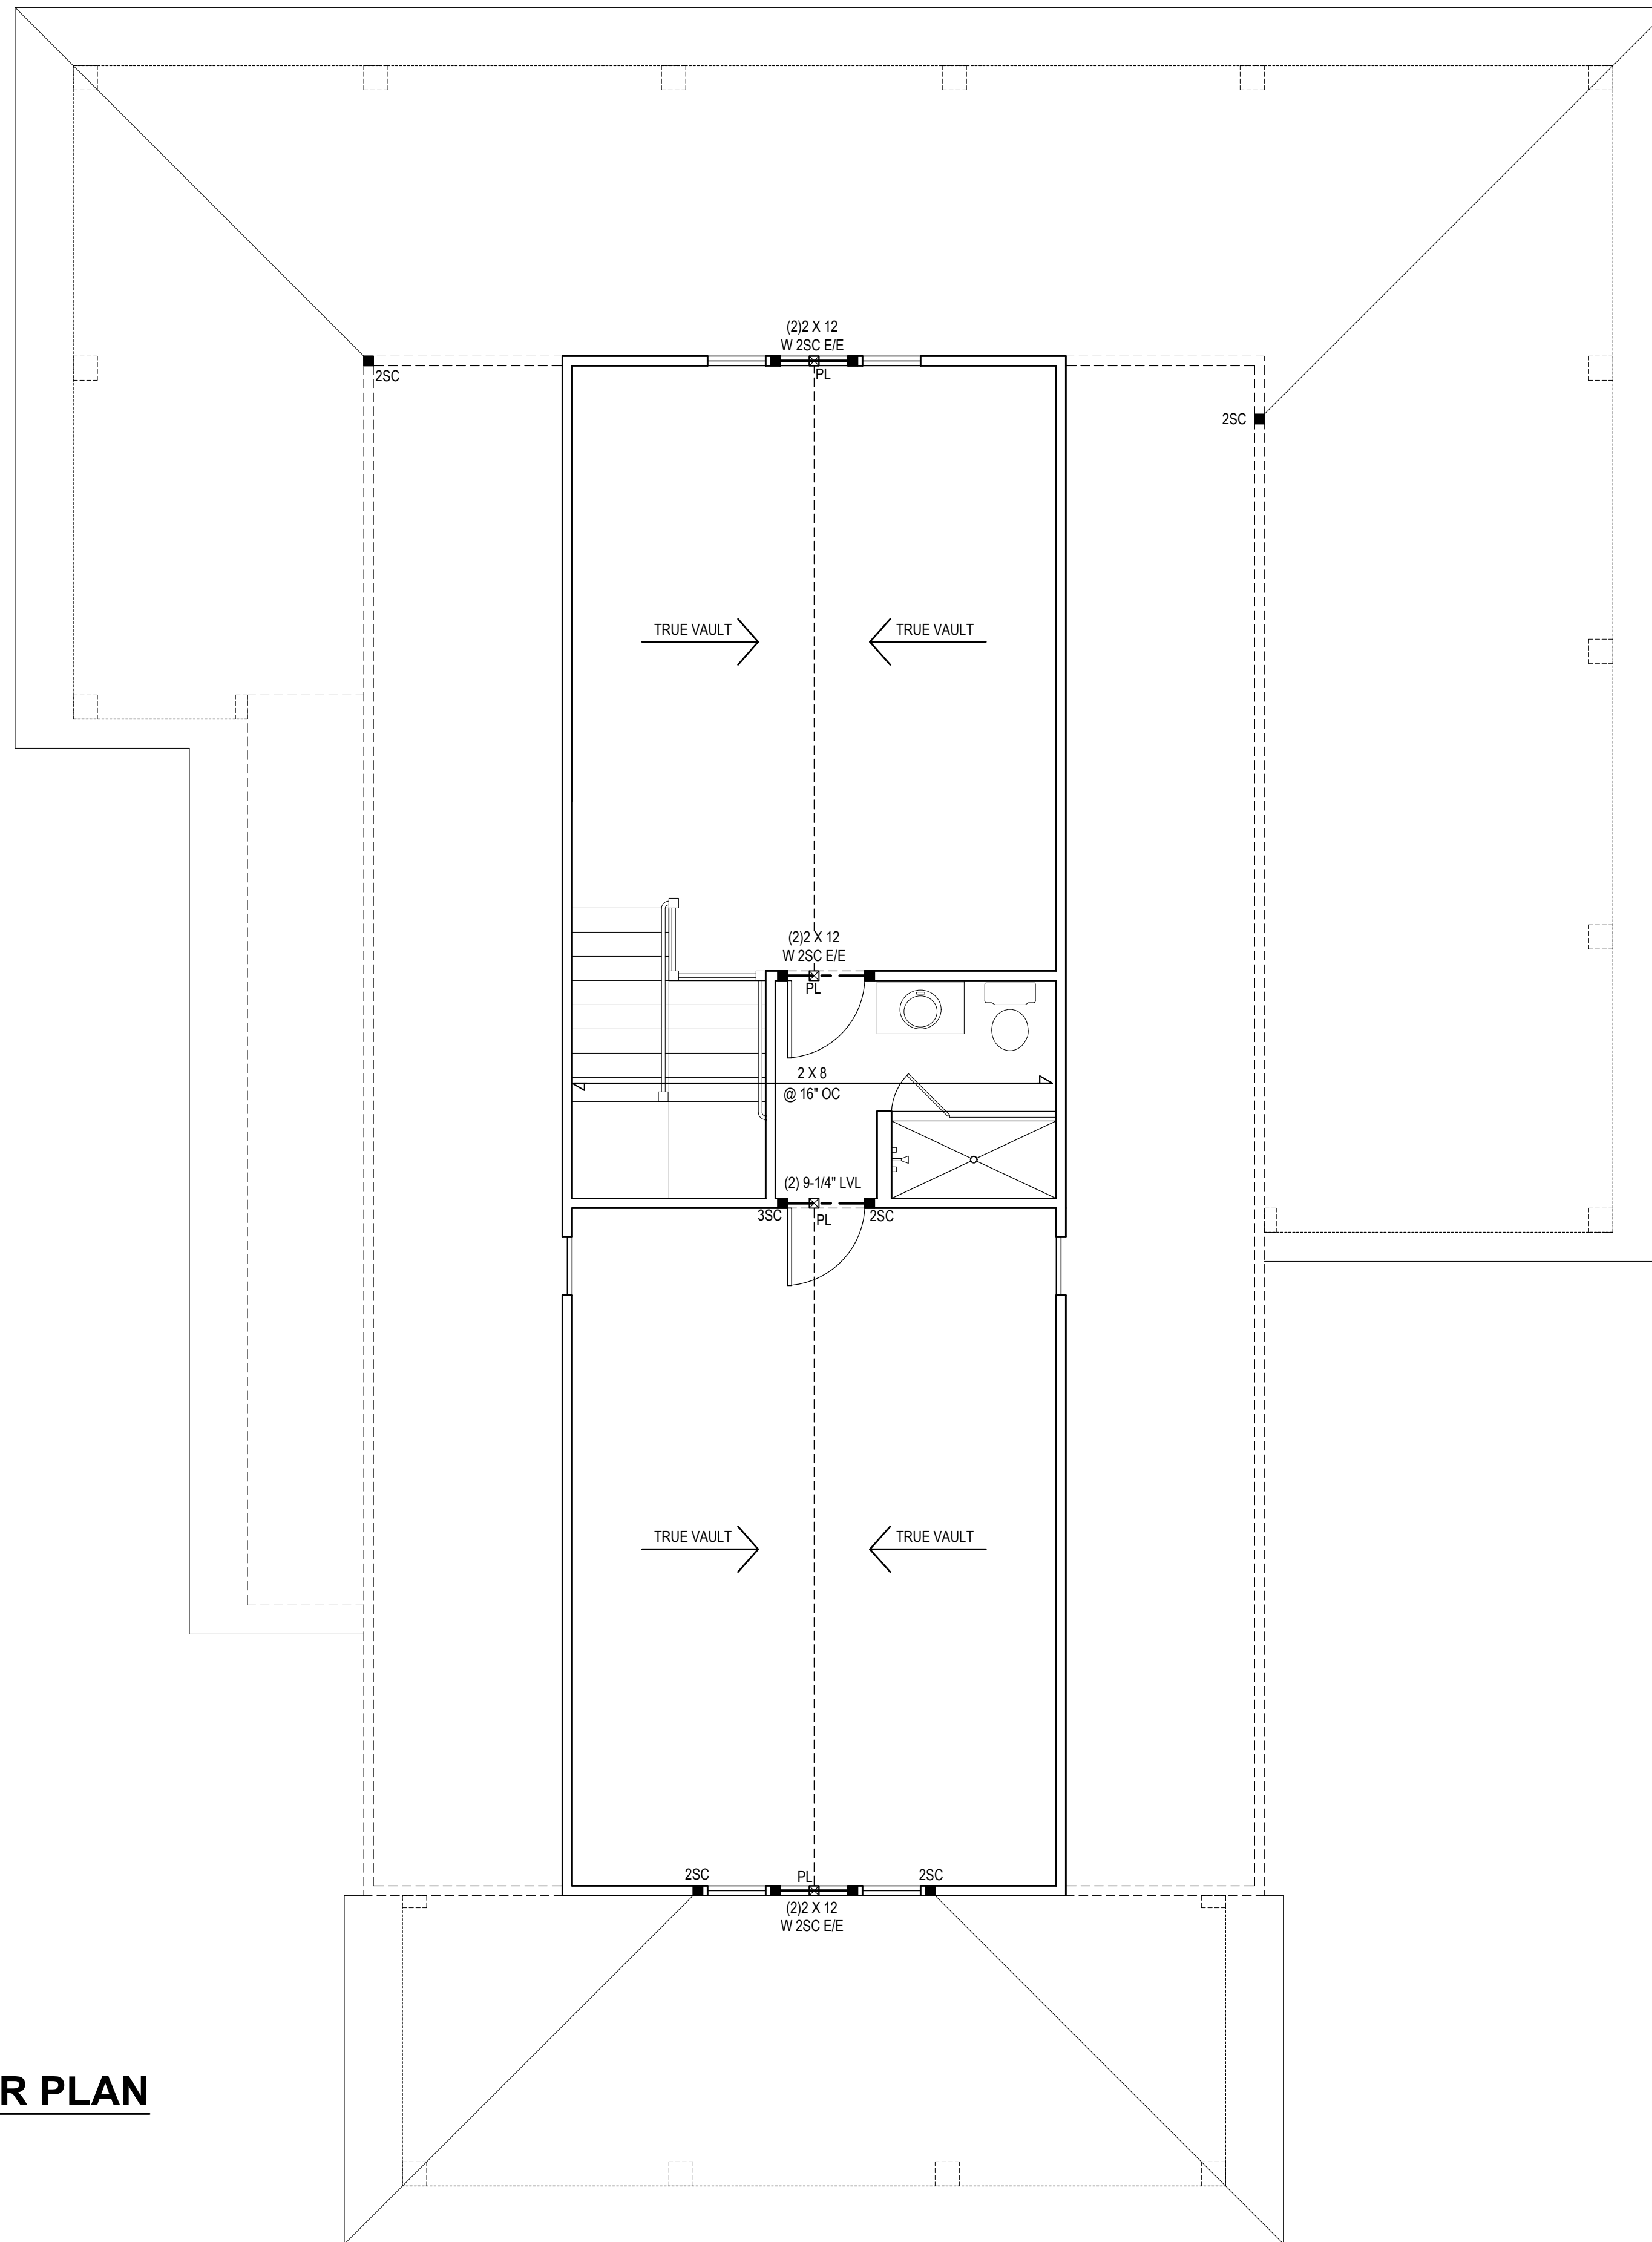 (2)2 X 12
W 2SC E/E
PL
2SC
2SC
TRUE VAULT
TRUE VAULT
(2)2 X 12
W 2SC E/E
PL
2 X 8
@ 16" OC
(2) 9-1/4" LVL
3SC
PL
2SC
TRUE VAULT
TRUE VAULT
2SC
PL
2SC
(2)2 X 12
W 2SC E/E
R PLAN